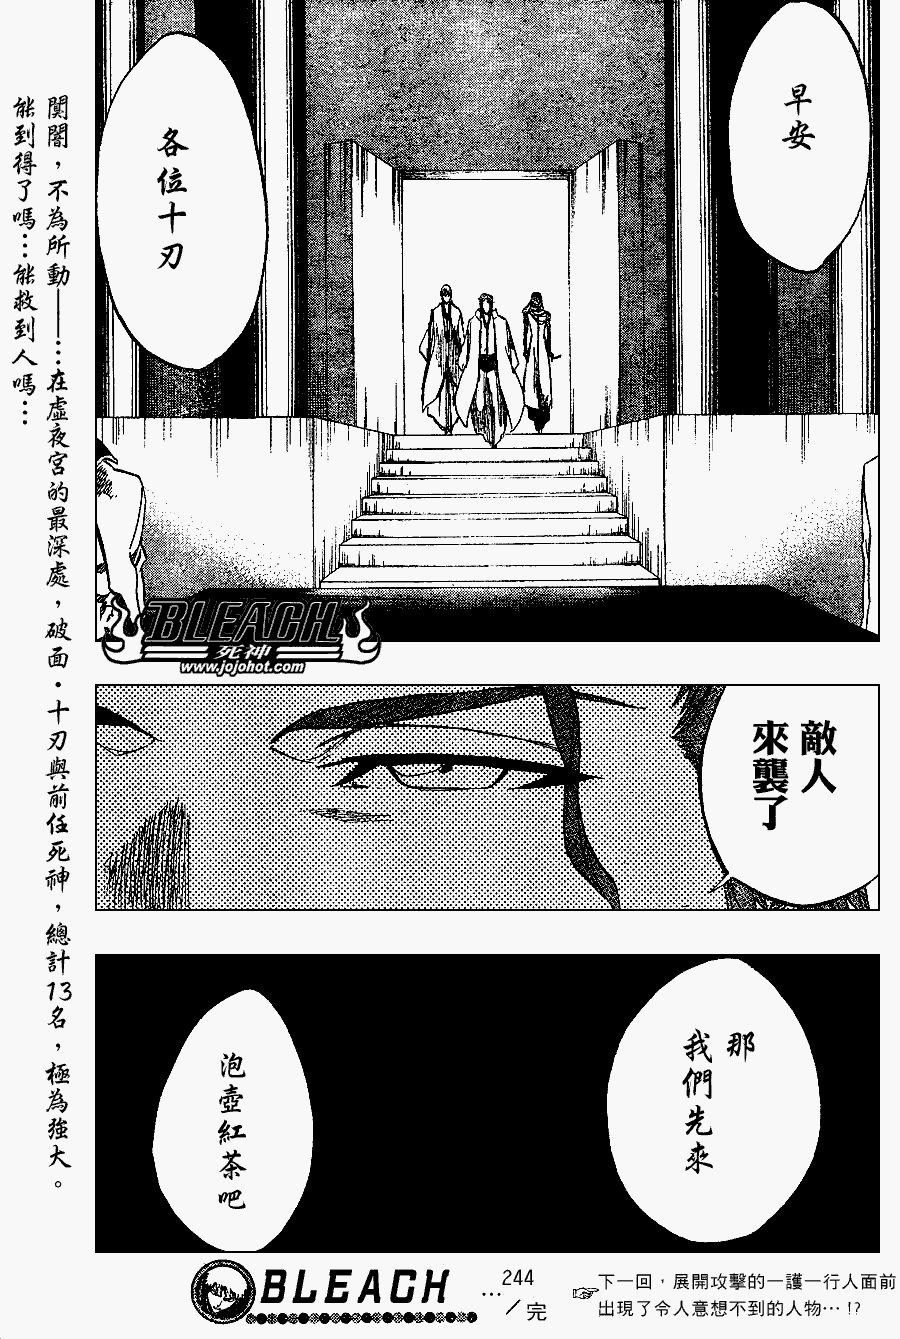 早安
各位十刃
敵人
來襲了
那
我們先來
泡壺紅茶吧
闃闇，不為所動——…在虛夜宮的最深處，破面・十刃與前任死神，總計13名，極為強大。
能到得了嗎…能救到人嗎…
BLEACH
死神
www.jojohot.com
BLEACH
…244／完
☞下一回，展開攻擊的一護一行人面前
出現了令人意想不到的人物…!?